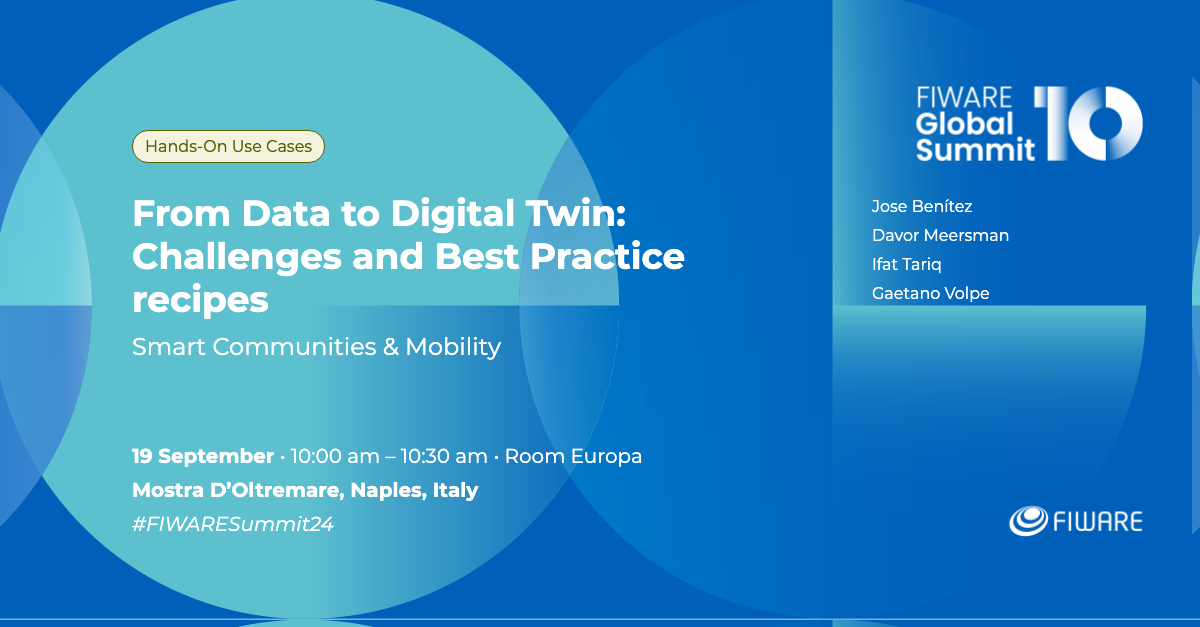 Hands-On Use Cases
From Data to Digital Twin:
Challenges and Best Practice
recipes
Smart Communities & Mobility
19 September · 10:00 am – 10:30 am · Room Europa
Mostra D’Oltremare, Naples, Italy
#FIWARESummit24
FIWARE
Global
Summit
10
Jose Benítez
Davor Meersman
Ifat Tariq
Gaetano Volpe
FIWARE